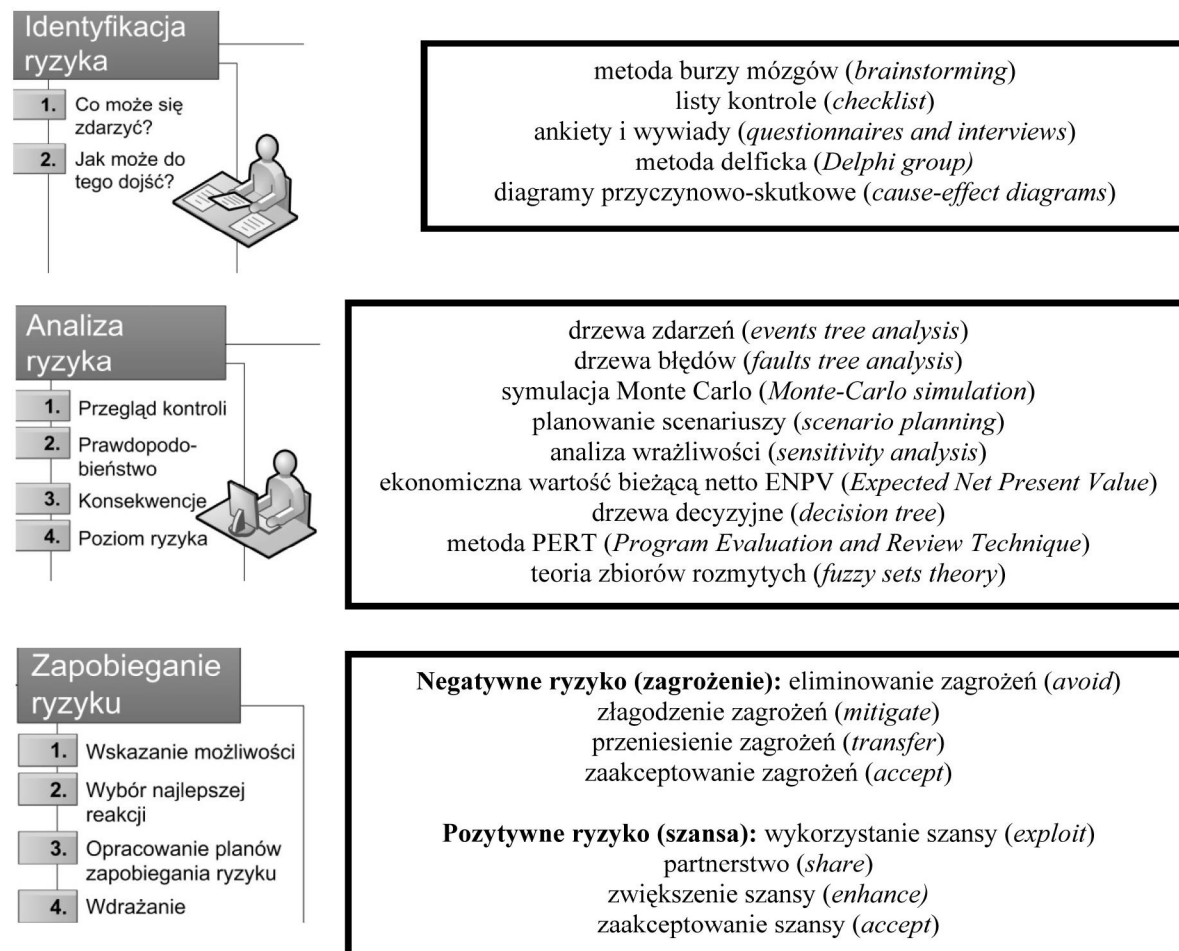 Identyfikacja
ryzyka
1. Co może się
zdarzyć?
2. Jak może do
tego dojść?
metoda burzy mózgów (brainstorming)
listy kontrole (checklist)
ankiety i wywiady (questionnaires and interviews)
metoda delficka (Delphi group)
diagramy przyczynowo-skutkowe (cause-effect diagrams)
Analiza
ryzyka
1. Przegląd kontroli
2. Prawdopodo-
bieństwo
3. Konsekwencje
4. Poziom ryzyka
drzewa zdarzeń (events tree analysis)
drzewa błędów (faults tree analysis)
symulacja Monte Carlo (Monte-Carlo simulation)
planowanie scenariuszy (scenario planning)
analiza wrażliwości (sensitivity analysis)
ekonomiczna wartość bieżącą netto ENPV (Expected Net Present Value)
drzewa decyzyjne (decision tree)
metoda PERT (Program Evaluation and Review Technique)
teoria zbiorów rozmytych (fuzzy sets theory)
Zapobieganie
ryzyku
1. Wskazanie możliwości
2. Wybór najlepszej
reakcji
3. Opracowanie planów
zapobiegania ryzyku
4. Wdrażanie
Negatywne ryzyko (zagrożenie): eliminowanie zagrożeń (avoid)
złagodzenie zagrożeń (mitigate)
przeniesienie zagrożeń (transfer)
zaakceptowanie zagrożeń (accept)
Pozytywne ryzyko (szansa): wykorzystanie szansy (exploit)
partnerstwo (share)
zwiększenie szansy (enhance)
zaakceptowanie szansy (accept)